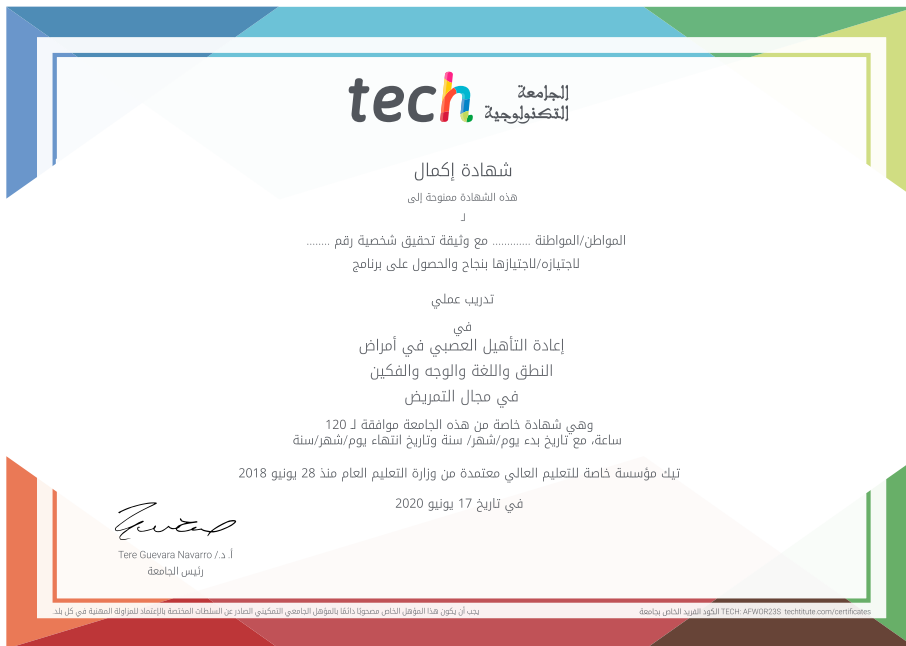 tech الجامعة
التكنولوجية
شهادة إكمال
هذه الشهادة ممنوحة إلى
لـ
المواطن/المواطنة ............. مع وثيقة تحقيق شخصية رقم ........
لاجتيازه/لاجتيازها بنجاح والحصول على برنامج
تدريب عملي
في
إعادة التأهيل العصبي في أمراض
النطق واللغة والوجه والفكين
في مجال التمريض
وهي شهادة خاصة من هذه الجامعة موافقة لـ 120
ساعة، مع تاريخ بدء يوم/شهر/ سنة وتاريخ انتهاء يوم/شهر/سنة
تيك مؤسسة خاصة للتعليم العالي معتمدة من وزارة التعليم العام منذ 28 يونيو 2018
في تاريخ 17 يونيو 2020
أ. د./ Tere Guevara Navarro
رئيس الجامعة
يجب أن يكون هذا المؤهل الخاص مصحوبًا دائمًا بالمؤهل الجامعي التمكيني الصادر عن السلطات المختصة بالإعتماد للمزاولة المهنية في كل بلد.
الكود الفريد الخاص بجامعة TECH: AFWOR23S techtitute.com/certificates